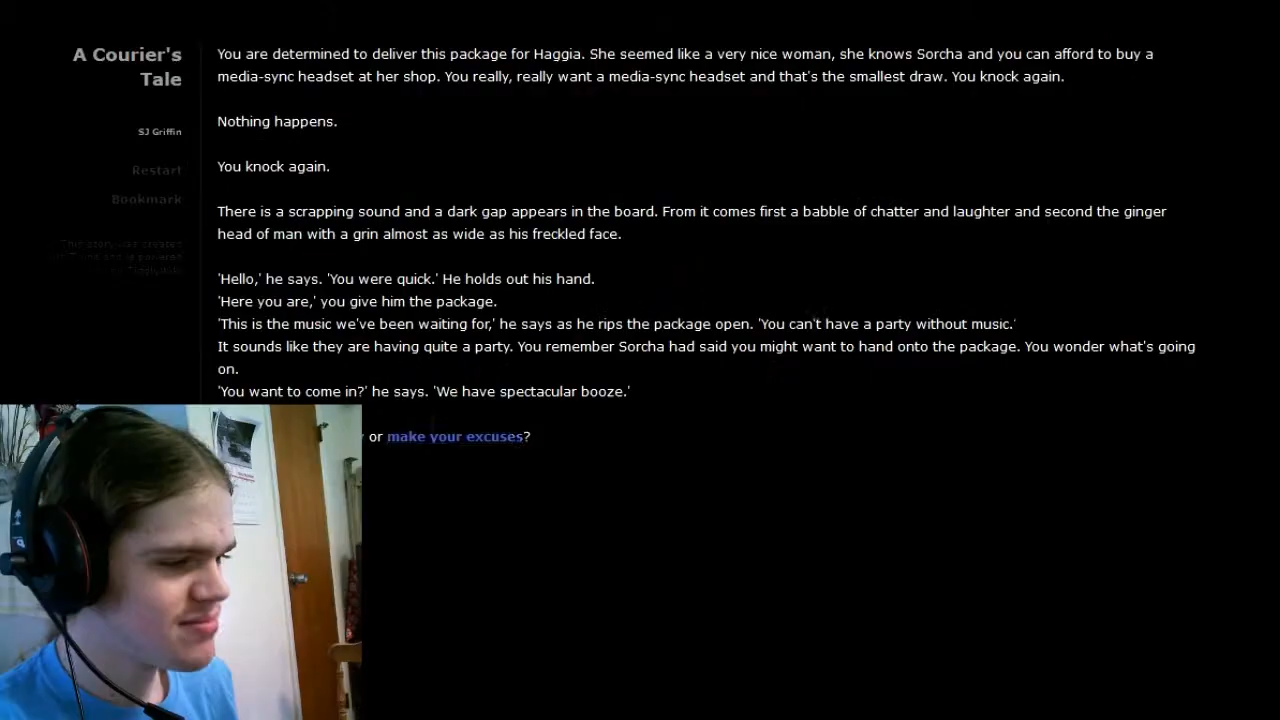 A Courier's
Tale
SJ Griffin
Restart
Bookmark
This story was created
You are determined to deliver this package for Haggia. She seemed like a very nice woman, she knows Sorcha and you can afford to buy a
media-sync headset at her shop. You really, really want a media-sync headset and that's the smallest draw. You knock again.
Nothing happens.
You knock again.
There is a scrapping sound and a dark gap appears in the board. From it comes first a babble of chatter and laughter and second the ginger
head of man with a grin almost as wide as his freckled face.
'Hello,' he says. 'You were quick.' He holds out his hand.
'Here you are,' you give him the package.
'This is the music we've been waiting for,' he says as he rips the package open. 'You can't have a party without music.'
It sounds like they are having quite a party. You remember Sorcha had said you might want to hand onto the package. You wonder what's going
on.
'You want to come in?' he says. 'We have spectacular booze.'
or make your excuses?